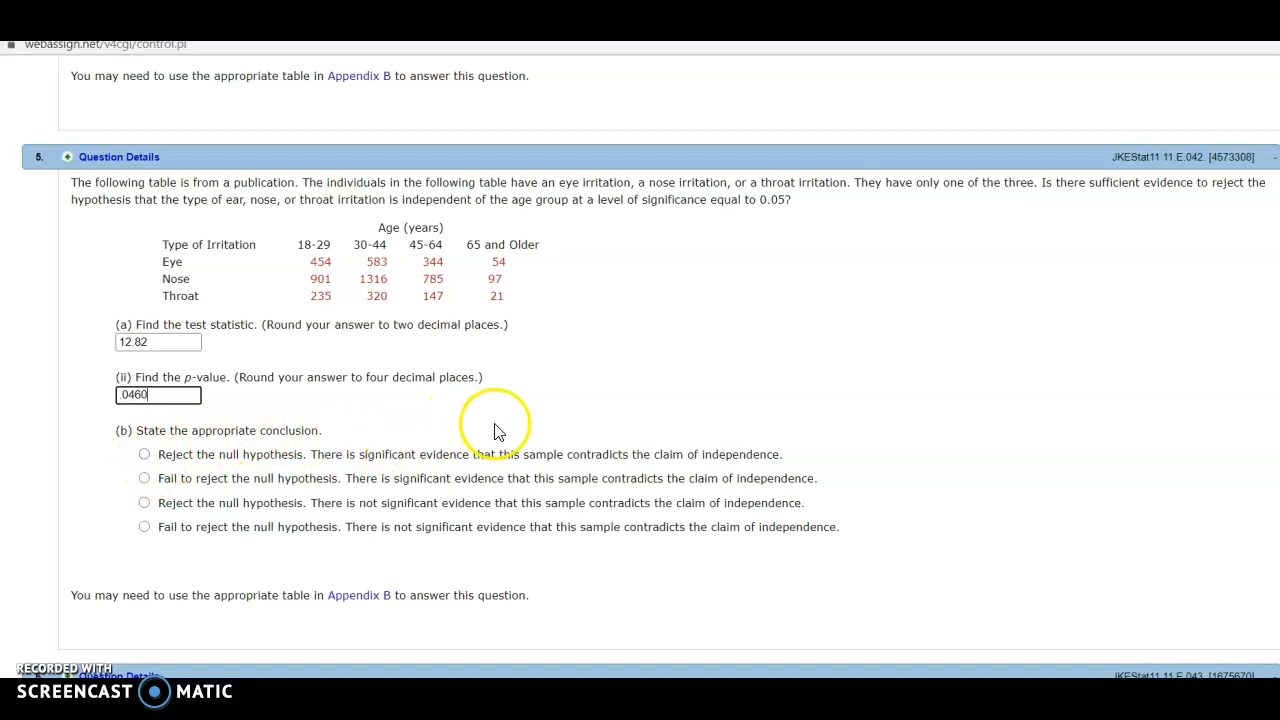 webassign.net/v4cgi/control.pl
You may need to use the appropriate table in Appendix B to answer this question.
5. Question Details JKEStat11 11.E.042. [4573308] -
The following table is from a publication. The individuals in the following table have an eye irritation, a nose irritation, or a throat irritation. They have only one of the three. Is there sufficient evidence to reject the
hypothesis that the type of ear, nose, or throat irritation is independent of the age group at a level of significance equal to 0.05?
Age (years)
Type of Irritation 18-29 30-44 45-64 65 and Older
Eye 454 583 344 54
Nose 901 1316 785 97
Throat 235 320 147 21
(a) Find the test statistic. (Round your answer to two decimal places.)
12.82
(ii) Find the p-value. (Round your answer to four decimal places.)
.0460
(b) State the appropriate conclusion.
Reject the null hypothesis. There is significant evidence that this sample contradicts the claim of independence.
Fail to reject the null hypothesis. There is significant evidence that this sample contradicts the claim of independence.
Reject the null hypothesis. There is not significant evidence that this sample contradicts the claim of independence.
Fail to reject the null hypothesis. There is not significant evidence that this sample contradicts the claim of independence.
You may need to use the appropriate table in Appendix B to answer this question.
6. Question Details JKEStat11 11.E.043. [1675670] -
RECORDED WITH
SCREENCAST MATIC